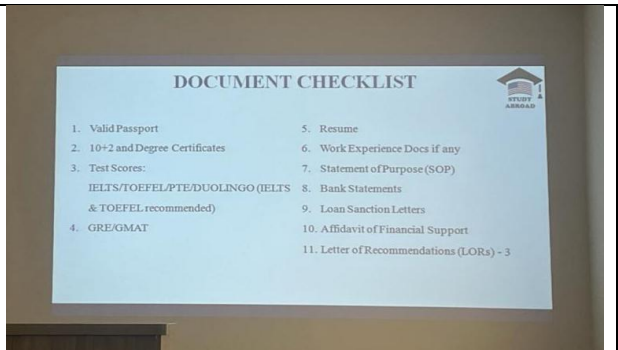 DOCUMENT CHECKLIST
STUDY
ABROAD
1. Valid Passport
2. 10+2 and Degree Certificates
3. Test Scores:
IELTS/TOEFEL/PTE/DUOLINGO (IELTS
& TOEFEL recommended)
4. GRE/GMAT
5. Resume
6. Work Experience Docs if any
7. Statement of Purpose (SOP)
8. Bank Statements
9. Loan Sanction Letters
10. Affidavit of Financial Support
11. Letter of Recommendations (LORs) - 3